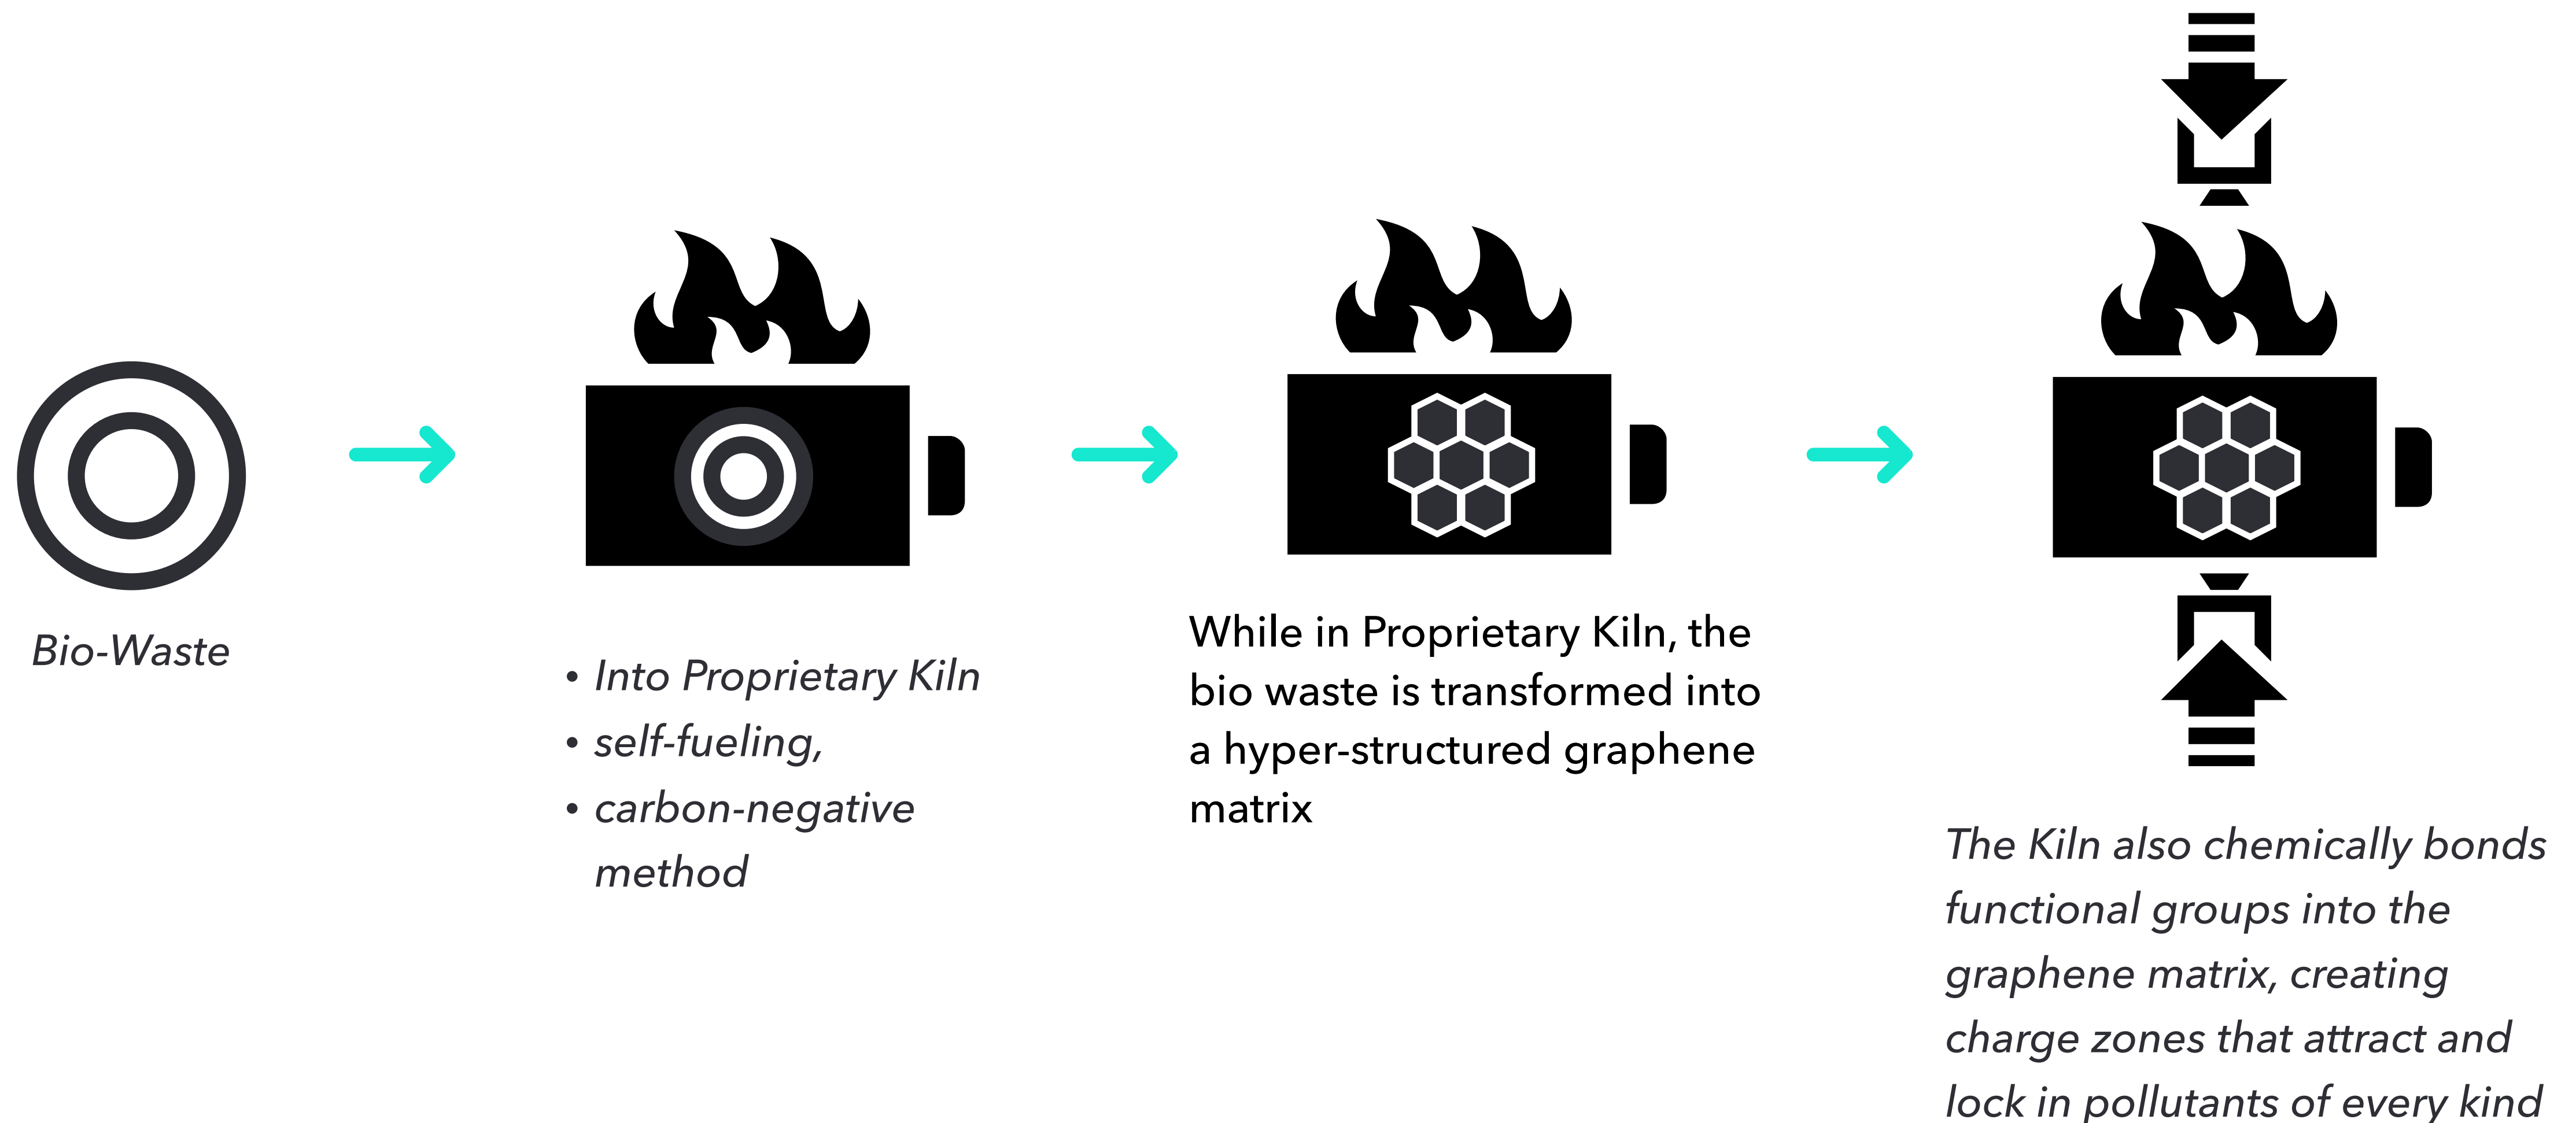 Bio-Waste
• Into Proprietary Kiln
• self-fueling,
• carbon-negative
method
While in Proprietary Kiln, the
bio waste is transformed into
a hyper-structured graphene
matrix
The Kiln also chemically bonds
functional groups into the
graphene matrix, creating
charge zones that attract and
lock in pollutants of every kind